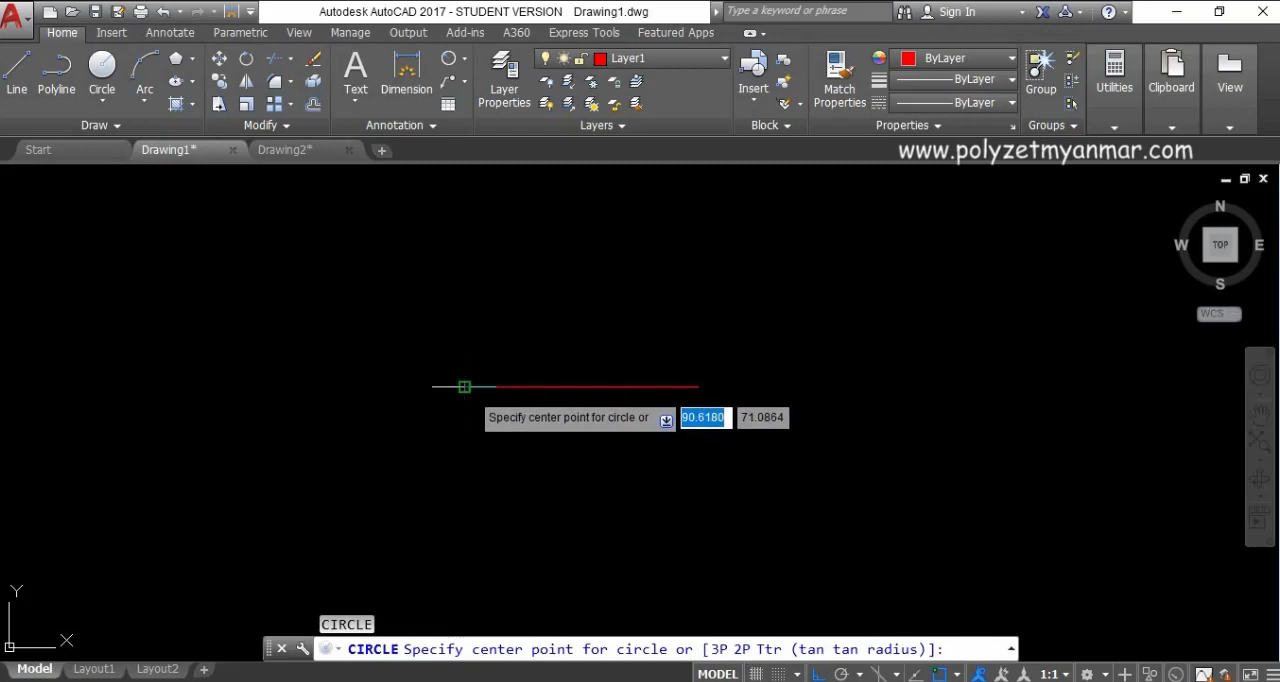 Autodesk AutoCAD 2017 - STUDENT VERSION Drawing1.dwg
Type a keyword or phrase
Sign In
Home Insert Annotate Parametric View Manage Output Add-ins A360 Express Tools Featured Apps
Line Polyline Circle Arc
Text Dimension
Layer Properties
Layer1
Insert
Match Properties
ByLayer
ByLayer
ByLayer
Group
Utilities
Clipboard
View
Draw Modify Annotation Layers Block Properties Groups
Start Drawing1* Drawing2*
www.polyzetmyanmar.com
N
W TOP E
S
WCS
Specify center point for circle or 90.6180 71.0864
Y
X
CIRCLE
CIRCLE Specify center point for circle or [3P 2P Ttr (tan tan radius)]:
Model Layout1 Layout2
MODEL 1:1